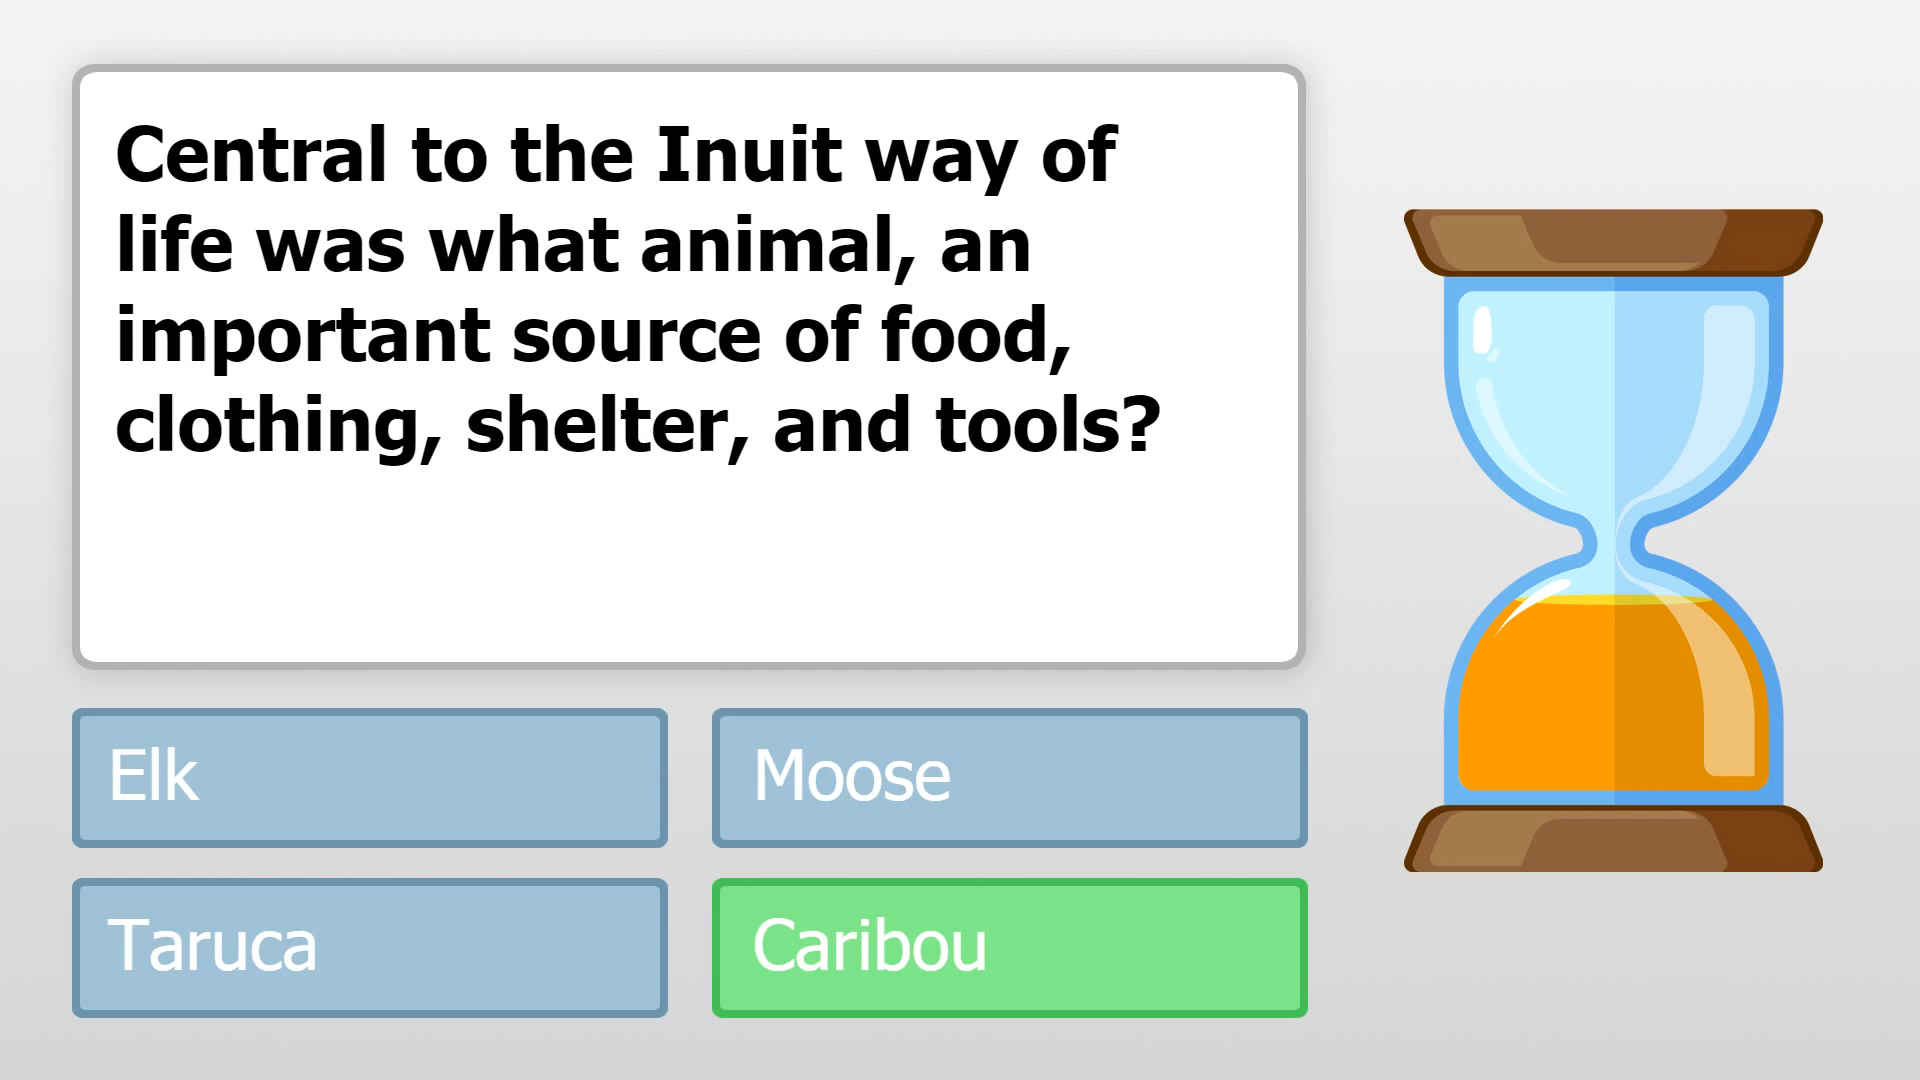 Central to the Inuit way of
life was what animal, an
important source of food,
clothing, shelter, and tools?
Elk
Moose
Taruca
Caribou